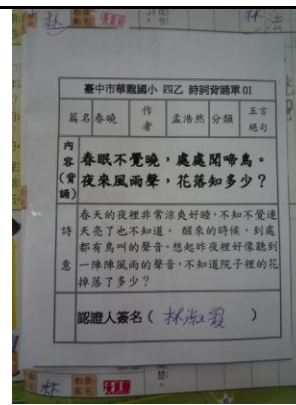 臺中市華龍國小 四乙 詩詞背誦單 01
篇名 春曉 作者 孟浩然 分類 五言絕句
內容(背誦)
春眠不覺曉,處處聞啼鳥。
夜來風雨聲,花落知多少?
詩意
春天的夜裡非常涼爽好睡,不知不覺連
天亮了也不知道。 醒來的時候,到處
都有鳥叫的聲音。想起昨夜裡好像聽到
一陣陣風雨的聲音,不知道院子裡的花
掉落了多少?
認證人簽名( 林淑霞 )